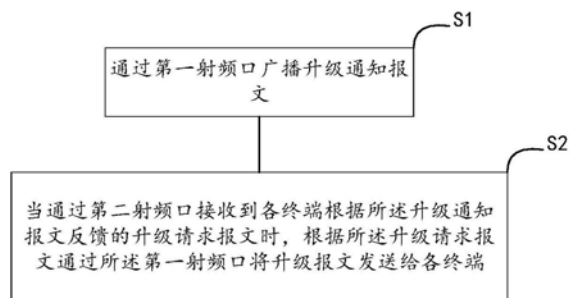 S1
通过第一射频口广播升级通知报
文
S2
当通过第二射频口接收到各终端根据所述升级通知
报文反馈的升级请求报文时，根据所述升级请求报
文通过所述第一射频口将升级报文发送给各终端